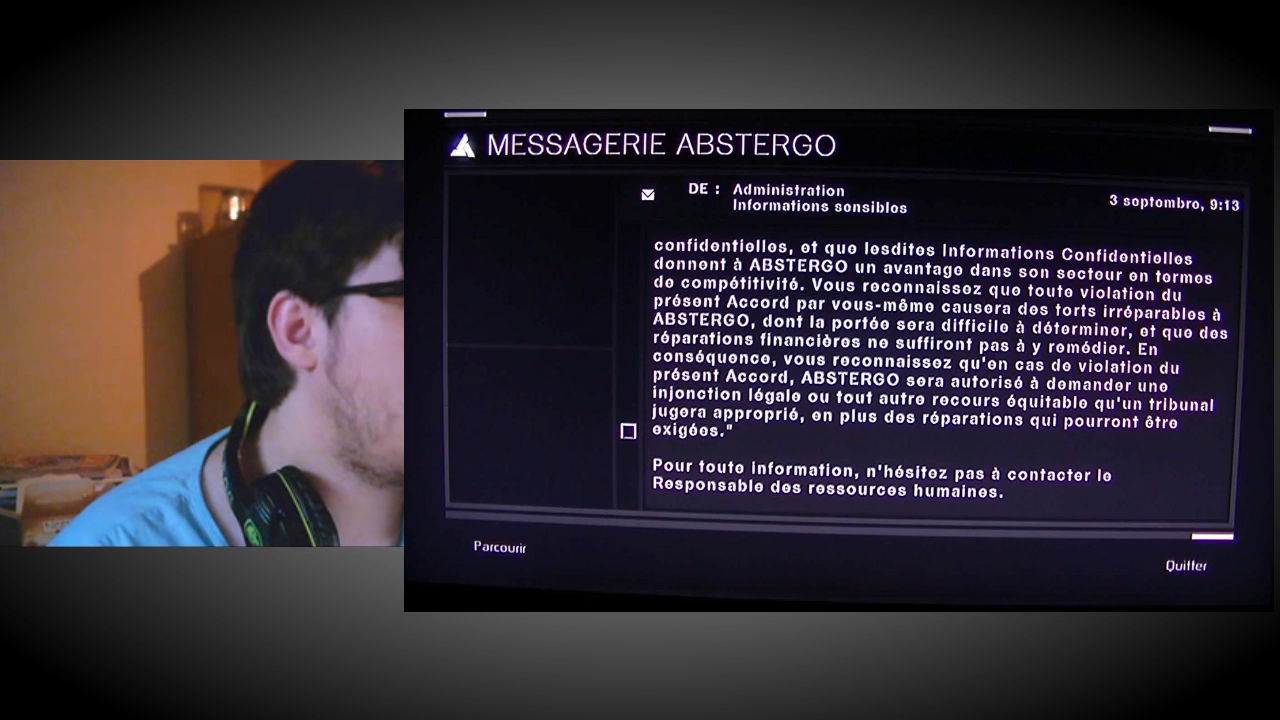 MESSAGERIE ABSTERGO
DE : Administration
Informations sensibles
3 septembre, 9:13
confidentielles, et que lesdites Informations Confidentielles
donnent à ABSTERGO un avantage dans son secteur en termes
de compétitivité. Vous reconnaissez que toute violation du
présent Accord par vous-même causera des torts irréparables à
ABSTERGO, dont la portée sera difficile à déterminer, et que des
réparations financières ne suffiront pas à y remédier. En
conséquence, vous reconnaissez qu'en cas de violation du
présent Accord, ABSTERGO sera autorisé à demander une
injonction légale ou tout autre recours équitable qu'un tribunal
jugera approprié, en plus des réparations qui pourront être
exigées."
Pour toute information, n'hésitez pas à contacter le
Responsable des ressources humaines.
Parcourir
Quitter